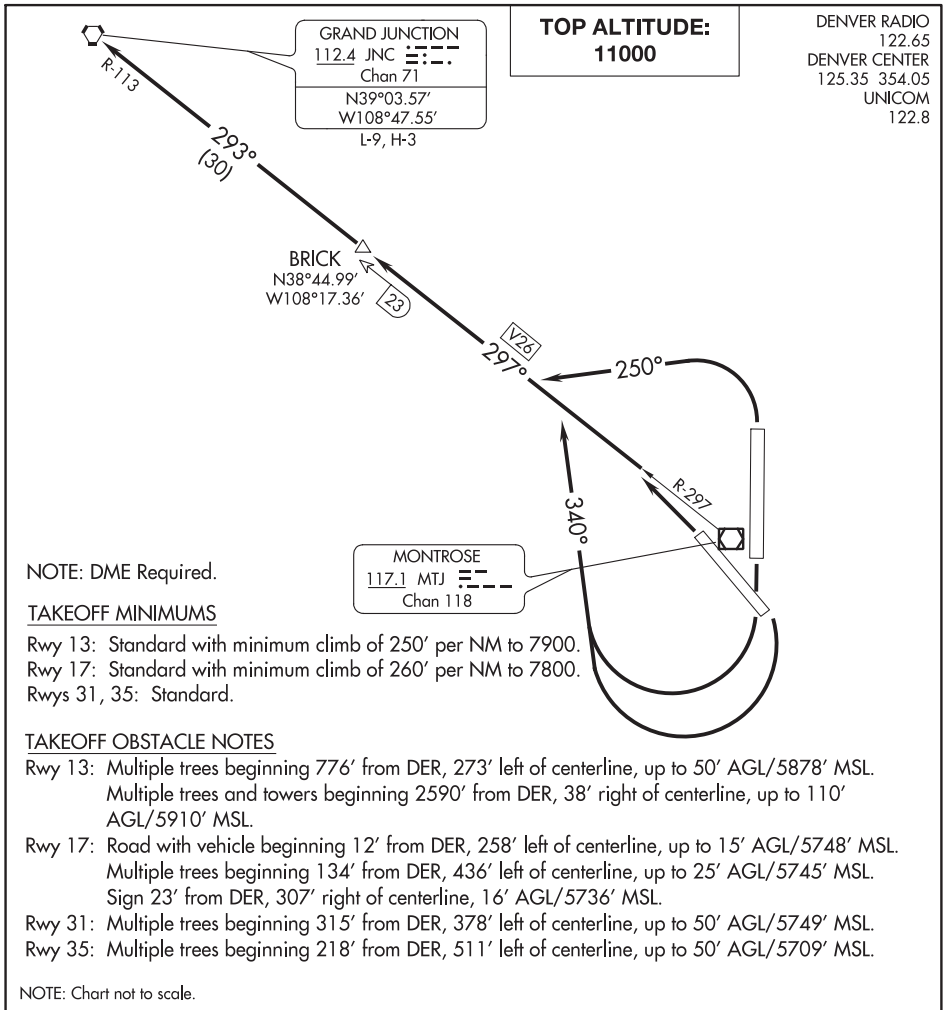 TOP ALTITUDE:
11000
DENVER RADIO
122.65
DENVER CENTER
125.35 354.05
UNICOM
122.8
GRAND JUNCTION
112.4 JNC
Chan 71
N39°03.57′
W108°47.55′
L-9, H-3
R-113
293°
(30)
BRICK
N38°44.99′
W108°17.36′
23
V26
297°
250°
R-297
340°
MONTROSE
117.1 MTJ
Chan 118
NOTE: DME Required.
TAKEOFF MINIMUMS
Rwy 13: Standard with minimum climb of 250′ per NM to 7900.
Rwy 17: Standard with minimum climb of 260′ per NM to 7800.
Rwys 31, 35: Standard.
TAKEOFF OBSTACLE NOTES
Rwy 13: Multiple trees beginning 776′ from DER, 273′ left of centerline, up to 50′ AGL/5878′ MSL.
Multiple trees and towers beginning 2590′ from DER, 38′ right of centerline, up to 110′
AGL/5910′ MSL.
Rwy 17: Road with vehicle beginning 12′ from DER, 258′ left of centerline, up to 15′ AGL/5748′ MSL.
Multiple trees beginning 134′ from DER, 436′ left of centerline, up to 25′ AGL/5745′ MSL.
Sign 23′ from DER, 307′ right of centerline, 16′ AGL/5736′ MSL.
Rwy 31: Multiple trees beginning 315′ from DER, 378′ left of centerline, up to 50′ AGL/5749′ MSL.
Rwy 35: Multiple trees beginning 218′ from DER, 511′ left of centerline, up to 50′ AGL/5709′ MSL.
NOTE: Chart not to scale.